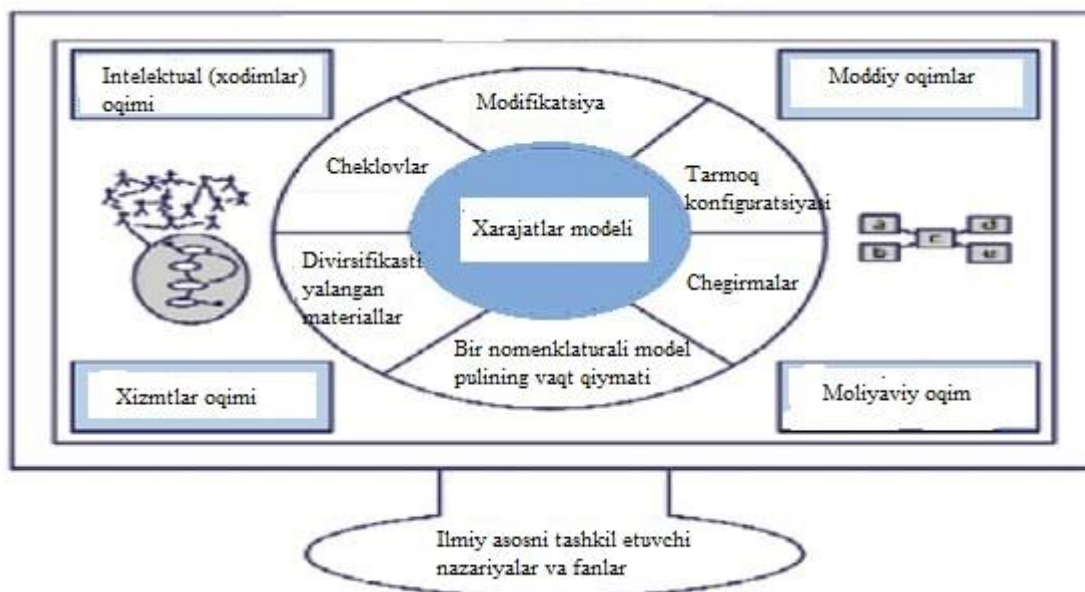 Intelektual (xodimlar)
oqimi
Moddiy oqimlar
Modifikatsiya
Cheklovlar
Tarmoq
konfiguratsiyasi
Xarajatlar modeli
a
d
c
b
e
Divirsifikasti
yalangan
materiallar
Chegirmalar
Bir nomenklaturali model
pulining vaqt qiymati
Xizmtlar oqimi
Moliyaviy oqim
Ilmiy asosni tashkil etuvchi
nazariyalar va fanlar